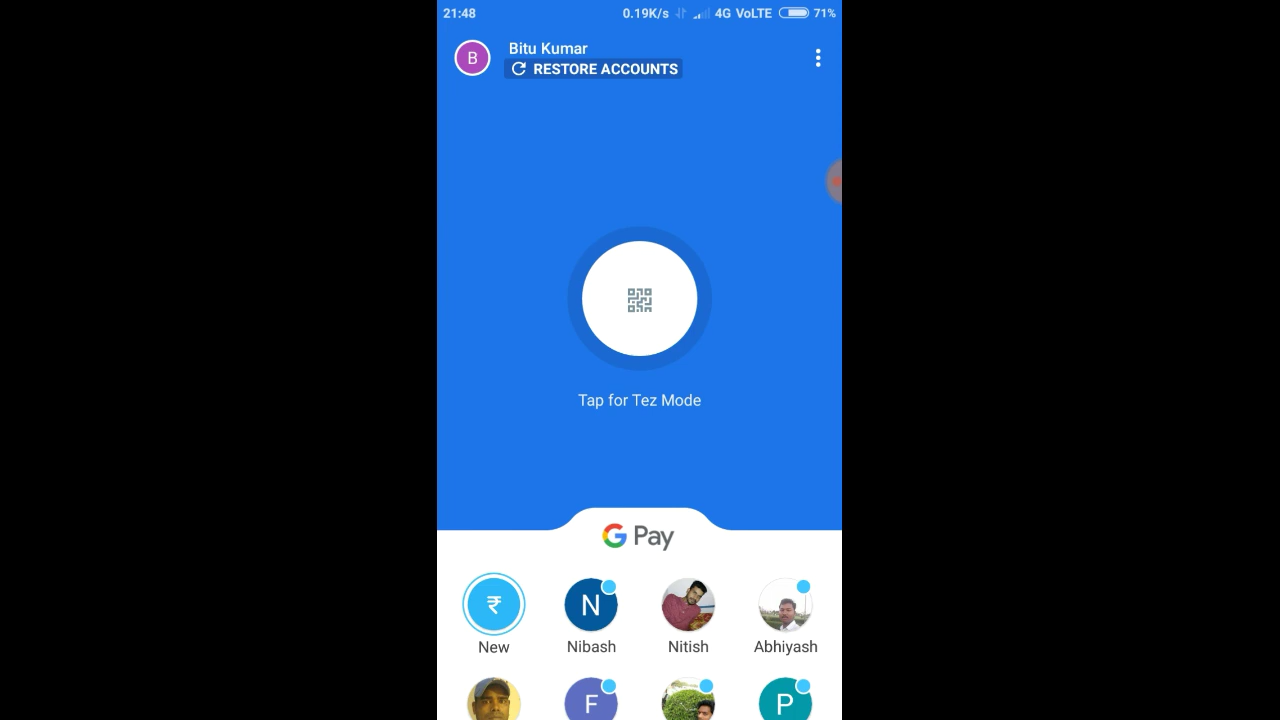 21:48 0.19K/s 4G VoLTE 71%
B Bitu Kumar
RESTORE ACCOUNTS
Tap for Tez Mode
G Pay
₹ N
New Nibash Nitish Abhiyash
F P